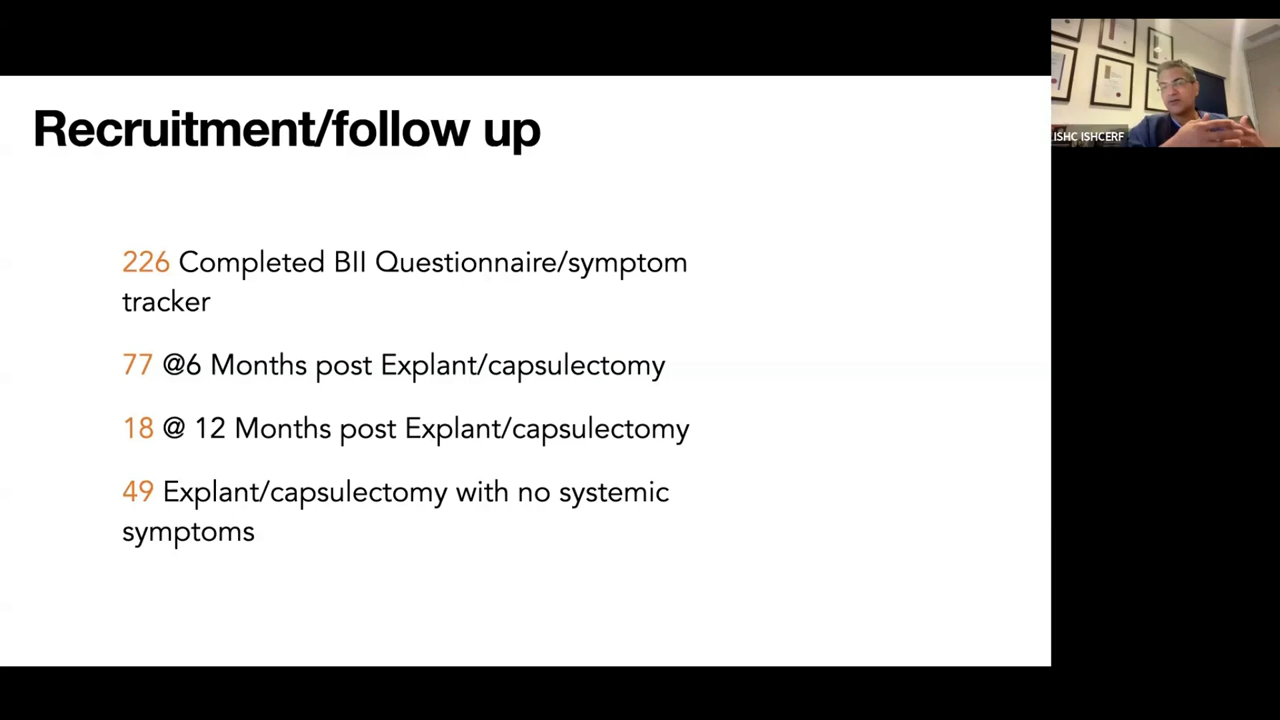 Recruitment/follow up
226 Completed BII Questionnaire/symptom
tracker
77 @6 Months post Explant/capsulectomy
18 @ 12 Months post Explant/capsulectomy
49 Explant/capsulectomy with no systemic
symptoms
ISHC ISHCERF